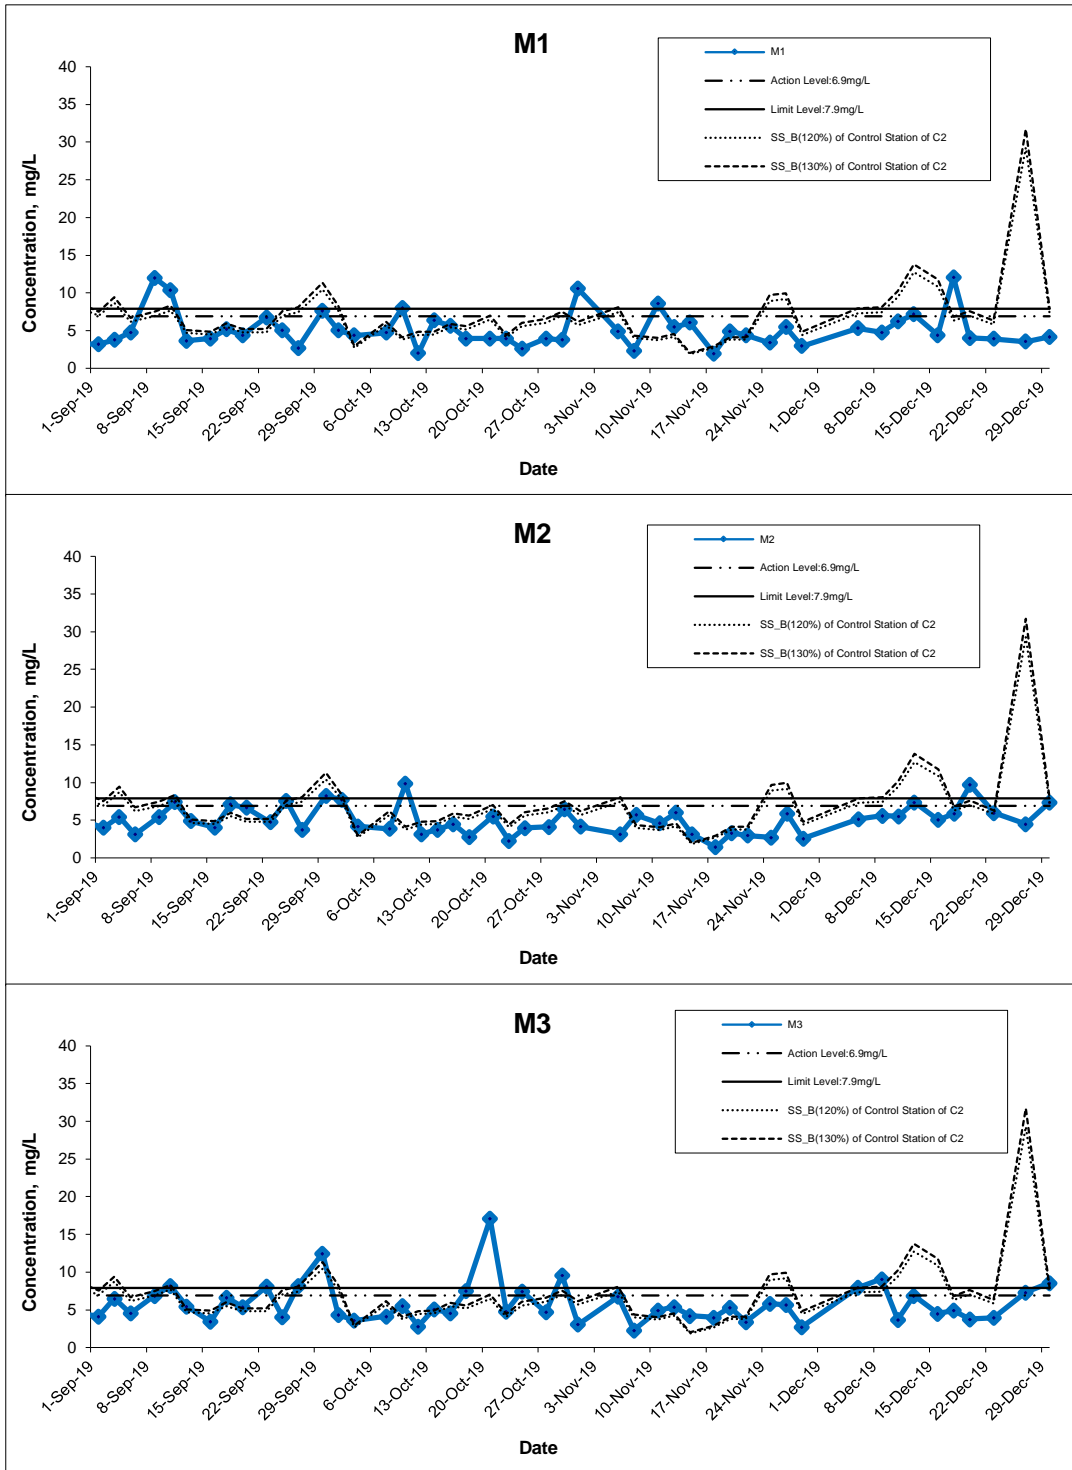 M1
M1
Action Level:6.9mg/L
Limit Level:7.9mg/L
SS_B(120%) of Control Station of C2
SS_B(130%) of Control Station of C2
Concentration, mg/L
40
35
30
25
20
15
10
5
0
1-Sep-19
8-Sep-19
15-Sep-19
22-Sep-19
29-Sep-19
6-Oct-19
13-Oct-19
20-Oct-19
27-Oct-19
3-Nov-19
10-Nov-19
17-Nov-19
24-Nov-19
1-Dec-19
8-Dec-19
15-Dec-19
22-Dec-19
29-Dec-19
Date
M2
M2
Action Level:6.9mg/L
Limit Level:7.9mg/L
SS_B(120%) of Control Station of C2
SS_B(130%) of Control Station of C2
Concentration, mg/L
40
35
30
25
20
15
10
5
0
1-Sep-19
8-Sep-19
15-Sep-19
22-Sep-19
29-Sep-19
6-Oct-19
13-Oct-19
20-Oct-19
27-Oct-19
3-Nov-19
10-Nov-19
17-Nov-19
24-Nov-19
1-Dec-19
8-Dec-19
15-Dec-19
22-Dec-19
29-Dec-19
Date
M3
M3
Action Level:6.9mg/L
Limit Level:7.9mg/L
SS_B(120%) of Control Station of C2
SS_B(130%) of Control Station of C2
Concentration, mg/L
40
35
30
25
20
15
10
5
0
1-Sep-19
8-Sep-19
15-Sep-19
22-Sep-19
29-Sep-19
6-Oct-19
13-Oct-19
20-Oct-19
27-Oct-19
3-Nov-19
10-Nov-19
17-Nov-19
24-Nov-19
1-Dec-19
8-Dec-19
15-Dec-19
22-Dec-19
29-Dec-19
Date